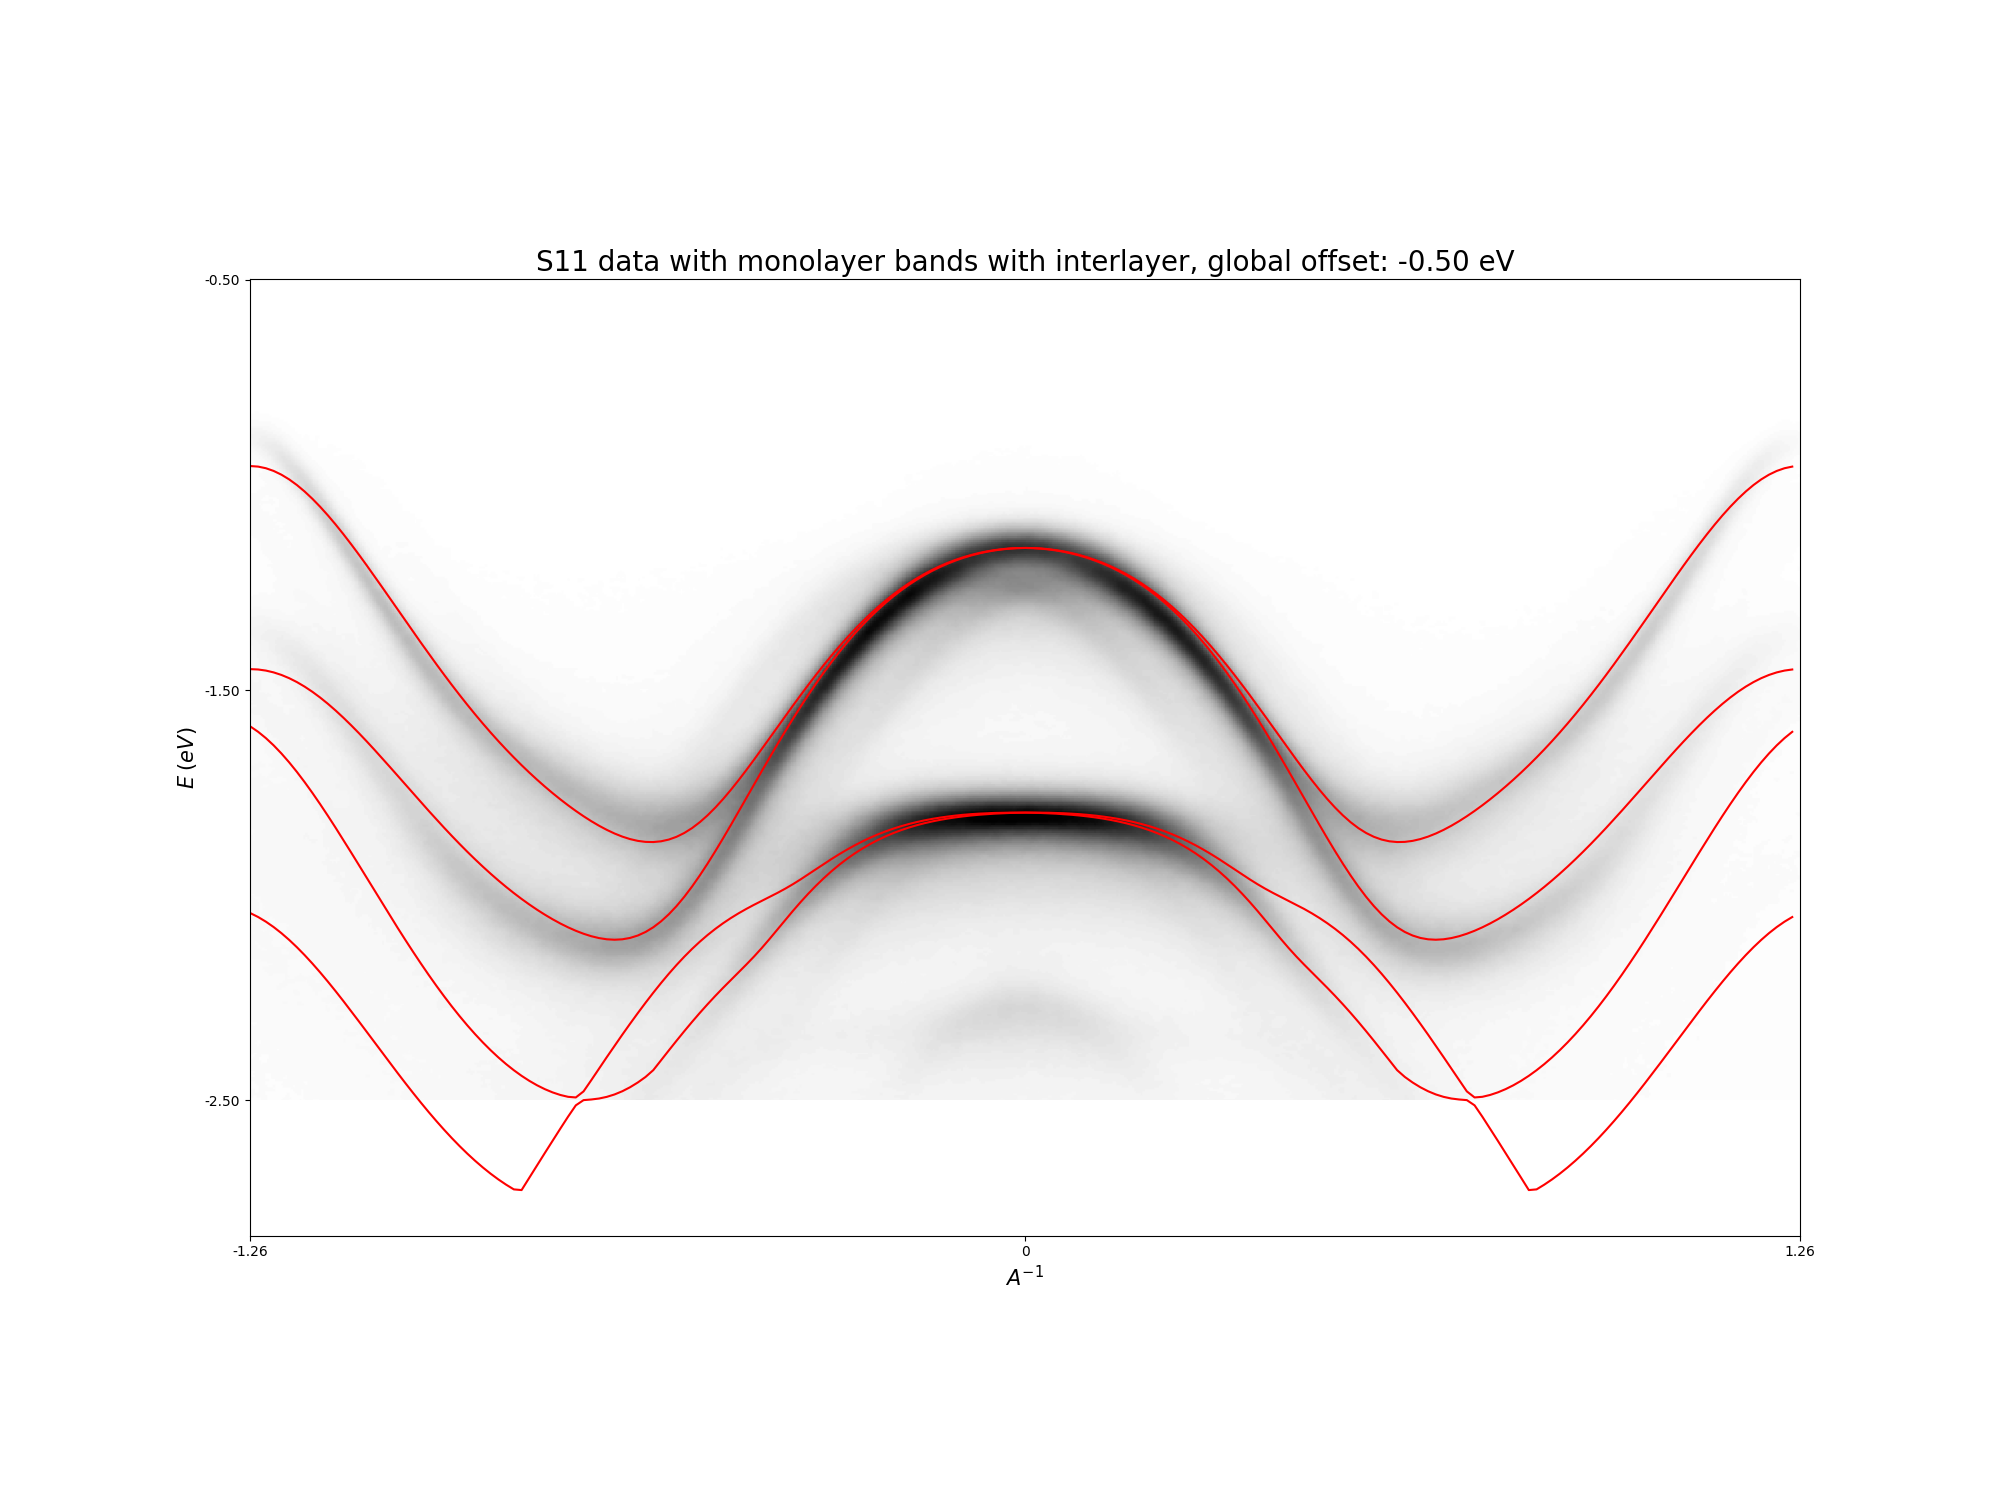 S11 data with monolayer bands with interlayer, global offset: -0.50 eV
-0.50
-1.50
-2.50
E (eV)
-1.26
0
1.26
A⁻¹